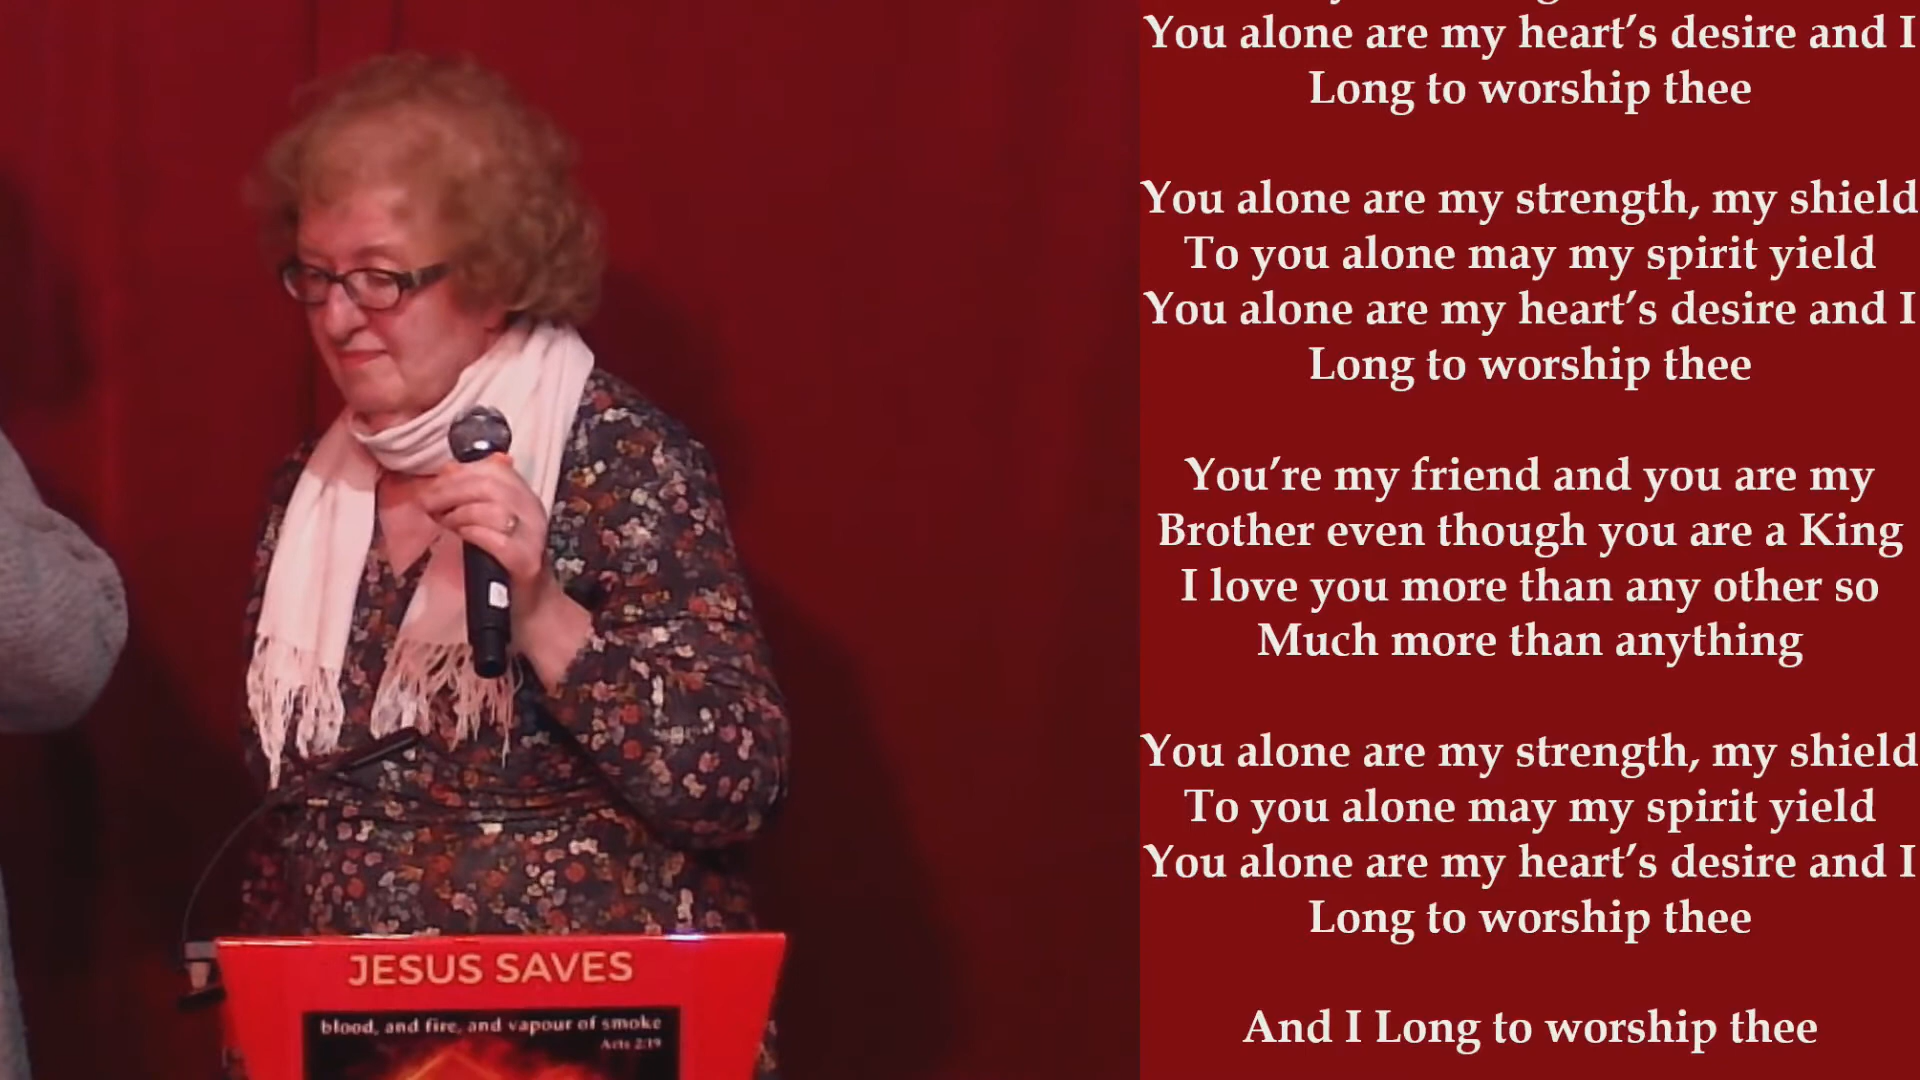 You alone are my heart’s desire and I
Long to worship thee
You alone are my strength, my shield
To you alone may my spirit yield
You alone are my heart’s desire and I
Long to worship thee
You’re my friend and you are my
Brother even though you are a King
I love you more than any other so
Much more than anything
You alone are my strength, my shield
To you alone may my spirit yield
You alone are my heart’s desire and I
Long to worship thee
And I Long to worship thee
JESUS SAVES
blood, and fire, and vapour of smoke
Acts 2:19